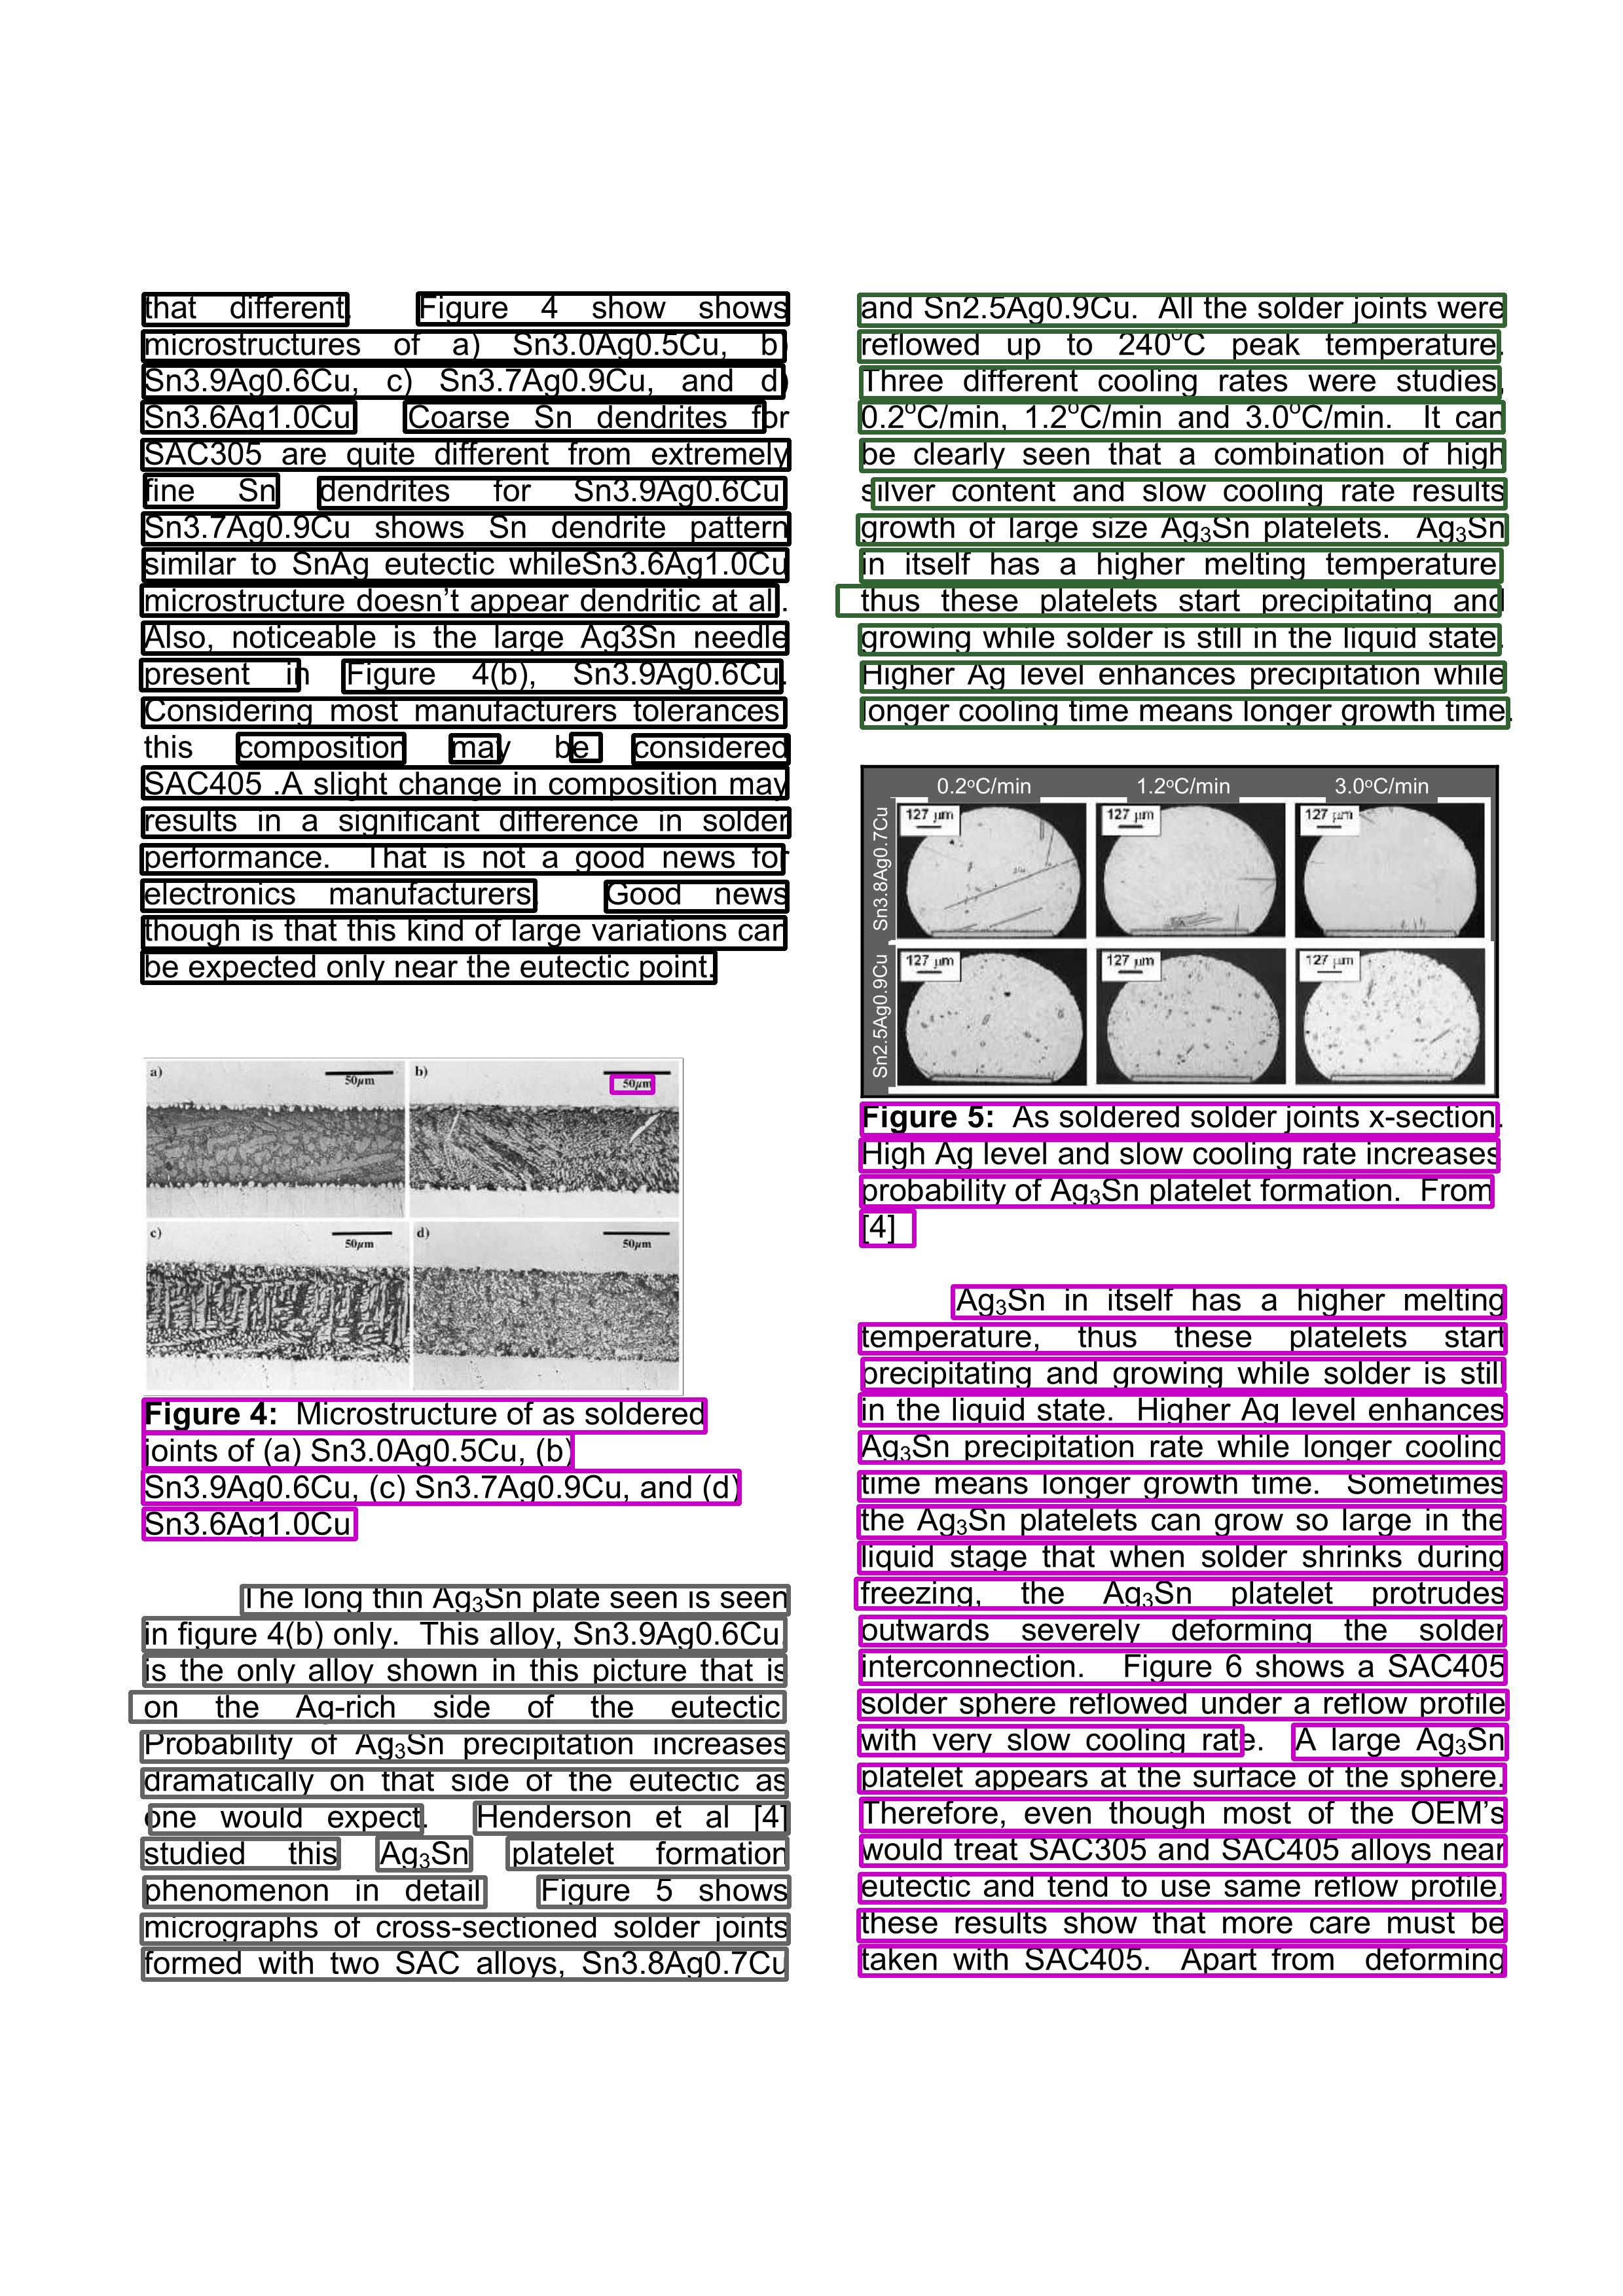 that different. Figure 4 show shows
microstructures of a) Sn3.0Ag0.5Cu, b)
Sn3.9Ag0.6Cu, c) Sn3.7Ag0.9Cu, and d)
Sn3.6Ag1.0Cu Coarse Sn dendrites for
SAC305 are quite different from extremely
fine Sn dendrites for Sn3.9Ag0.6Cu.
Sn3.7Ag0.9Cu shows Sn dendrite pattern
similar to SnAg eutectic whileSn3.6Ag1.0Cu
microstructure doesn't appear dendritic at all.
Also, noticeable is the large Ag3Sn needle
present in Figure 4(b), Sn3.9Ag0.6Cu.
Considering most manufacturers tolerances
this composition may be considered
SAC405 .A slight change in composition may
results in a significant difference in solder
performance. That is not a good news for
electronics manufacturers. Good news
though is that this kind of large variations can
be expected only near the eutectic point.
a)
50µm
b)
50µm
c)
50µm
d)
50µm
Figure 4: Microstructure of as soldered
joints of (a) Sn3.0Ag0.5Cu, (b)
Sn3.9Ag0.6Cu, (c) Sn3.7Ag0.9Cu, and (d)
Sn3.6Ag1.0Cu
The long thin Ag₃Sn plate seen is seen
in figure 4(b) only. This alloy, Sn3.9Ag0.6Cu,
is the only alloy shown in this picture that is
on the Ag-rich side of the eutectic.
Probability of Ag₃Sn precipitation increases
dramatically on that side of the eutectic as
one would expect. Henderson et al [4]
studied this Ag₃Sn platelet formation
phenomenon in detail. Figure 5 shows
micrographs of cross-sectioned solder joints
formed with two SAC alloys, Sn3.8Ag0.7Cu
and Sn2.5Ag0.9Cu. All the solder joints were
reflowed up to 240°C peak temperature.
Three different cooling rates were studies,
0.2°C/min, 1.2°C/min and 3.0°C/min. It can
be clearly seen that a combination of high
silver content and slow cooling rate results
growth of large size Ag₃Sn platelets. Ag₃Sn
in itself has a higher melting temperature,
thus these platelets start precipitating and
growing while solder is still in the liquid state.
Higher Ag level enhances precipitation while
longer cooling time means longer growth time.
0.2°C/min 1.2°C/min 3.0°C/min
Sn3.8Ag0.7Cu
127 µm 127 µm 127 µm
Sn2.5Ag0.9Cu
127 µm 127 µm 127 µm
Figure 5: As soldered solder joints x-section.
High Ag level and slow cooling rate increases
probability of Ag₃Sn platelet formation. From
[4]
Ag₃Sn in itself has a higher melting
temperature, thus these platelets start
precipitating and growing while solder is still
in the liquid state. Higher Ag level enhances
Ag₃Sn precipitation rate while longer cooling
time means longer growth time. Sometimes
the Ag₃Sn platelets can grow so large in the
liquid stage that when solder shrinks during
freezing, the Ag₃Sn platelet protrudes
outwards severely deforming the solder
interconnection. Figure 6 shows a SAC405
solder sphere reflowed under a reflow profile
with very slow cooling rate. A large Ag₃Sn
platelet appears at the surface of the sphere.
Therefore, even though most of the OEM's
would treat SAC305 and SAC405 alloys near
eutectic and tend to use same reflow profile,
these results show that more care must be
taken with SAC405. Apart from deforming